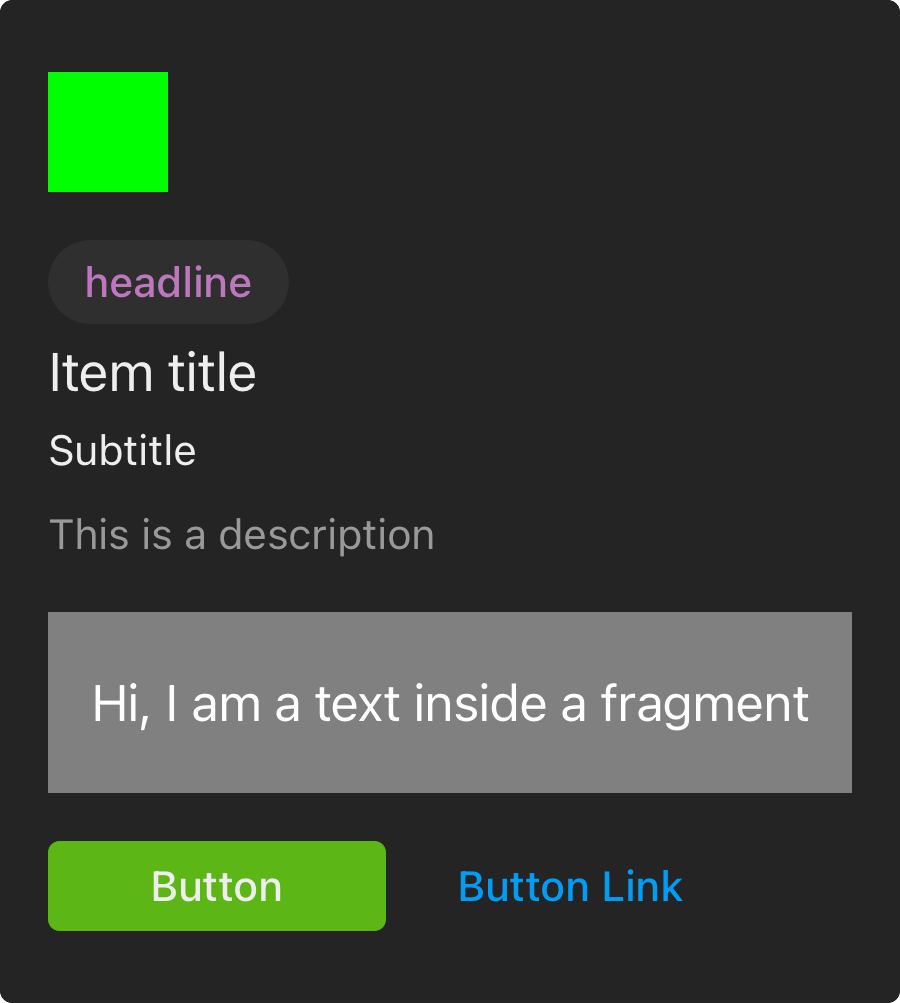 headline
Item title
Subtitle
This is a description
Hi, I am a text inside a fragment
Button
Button Link